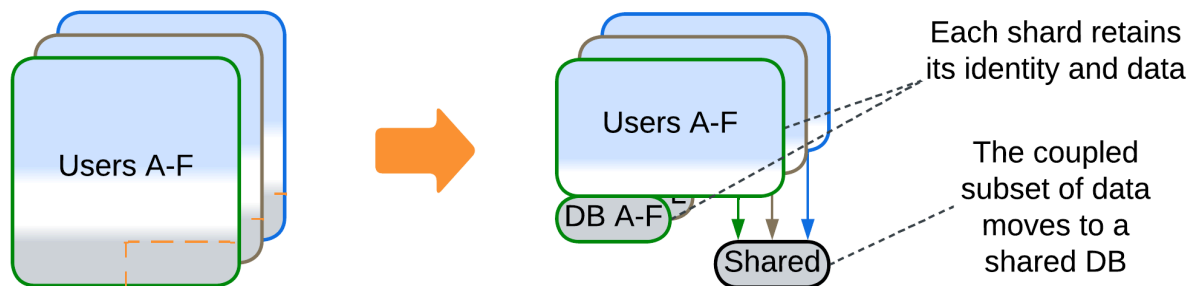 Users A-F
Users A-F
DB A-F
Shared
Each shard retains
its identity and data
The coupled
subset of data
moves to a
shared DB